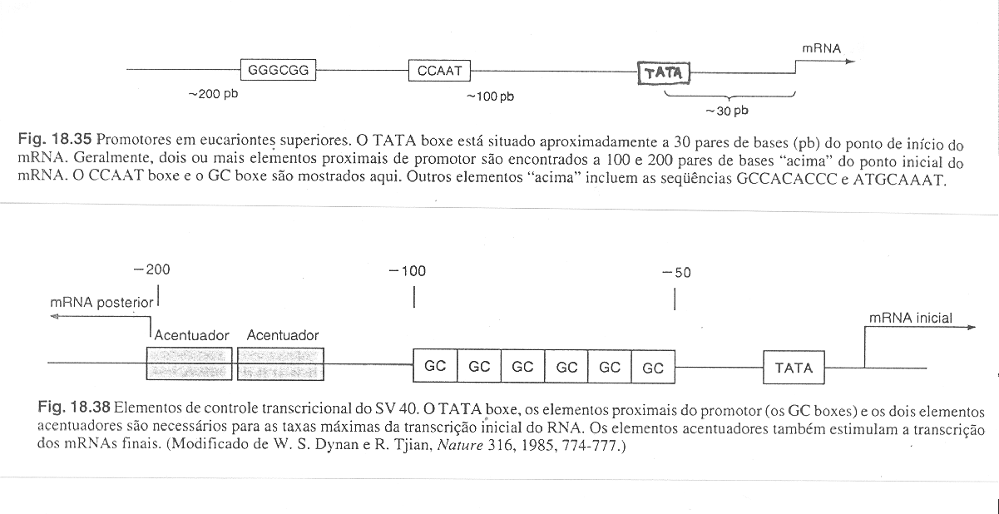 mRNA
GGGCGG CCAAT TATA
~200 pb ~100 pb
~30 pb
Fig. 18.35 Promotores em eucariontes superiores. O TATA boxe está situado aproximadamente a 30 pares de bases (pb) do ponto de início do
mRNA. Geralmente, dois ou mais elementos proximais de promotor são encontrados a 100 e 200 pares de bases “acima” do ponto inicial do
mRNA. O CCAAT boxe e o GC boxe são mostrados aqui. Outros elementos “acima” incluem as seqüências GCCACACCC e ATGCAAAT.
−200 −100 −50
mRNA posterior
mRNA inicial
Acentuador Acentuador
GC GC GC GC GC GC TATA
Fig. 18.38 Elementos de controle transcricional do SV 40. O TATA boxe, os elementos proximais do promotor (os GC boxes) e os dois elementos
acentuadores são necessários para as taxas máximas da transcrição inicial do RNA. Os elementos acentuadores também estimulam a transcrição
dos mRNAs finais. (Modificado de W. S. Dynan e R. Tjian, Nature 316, 1985, 774-777.)